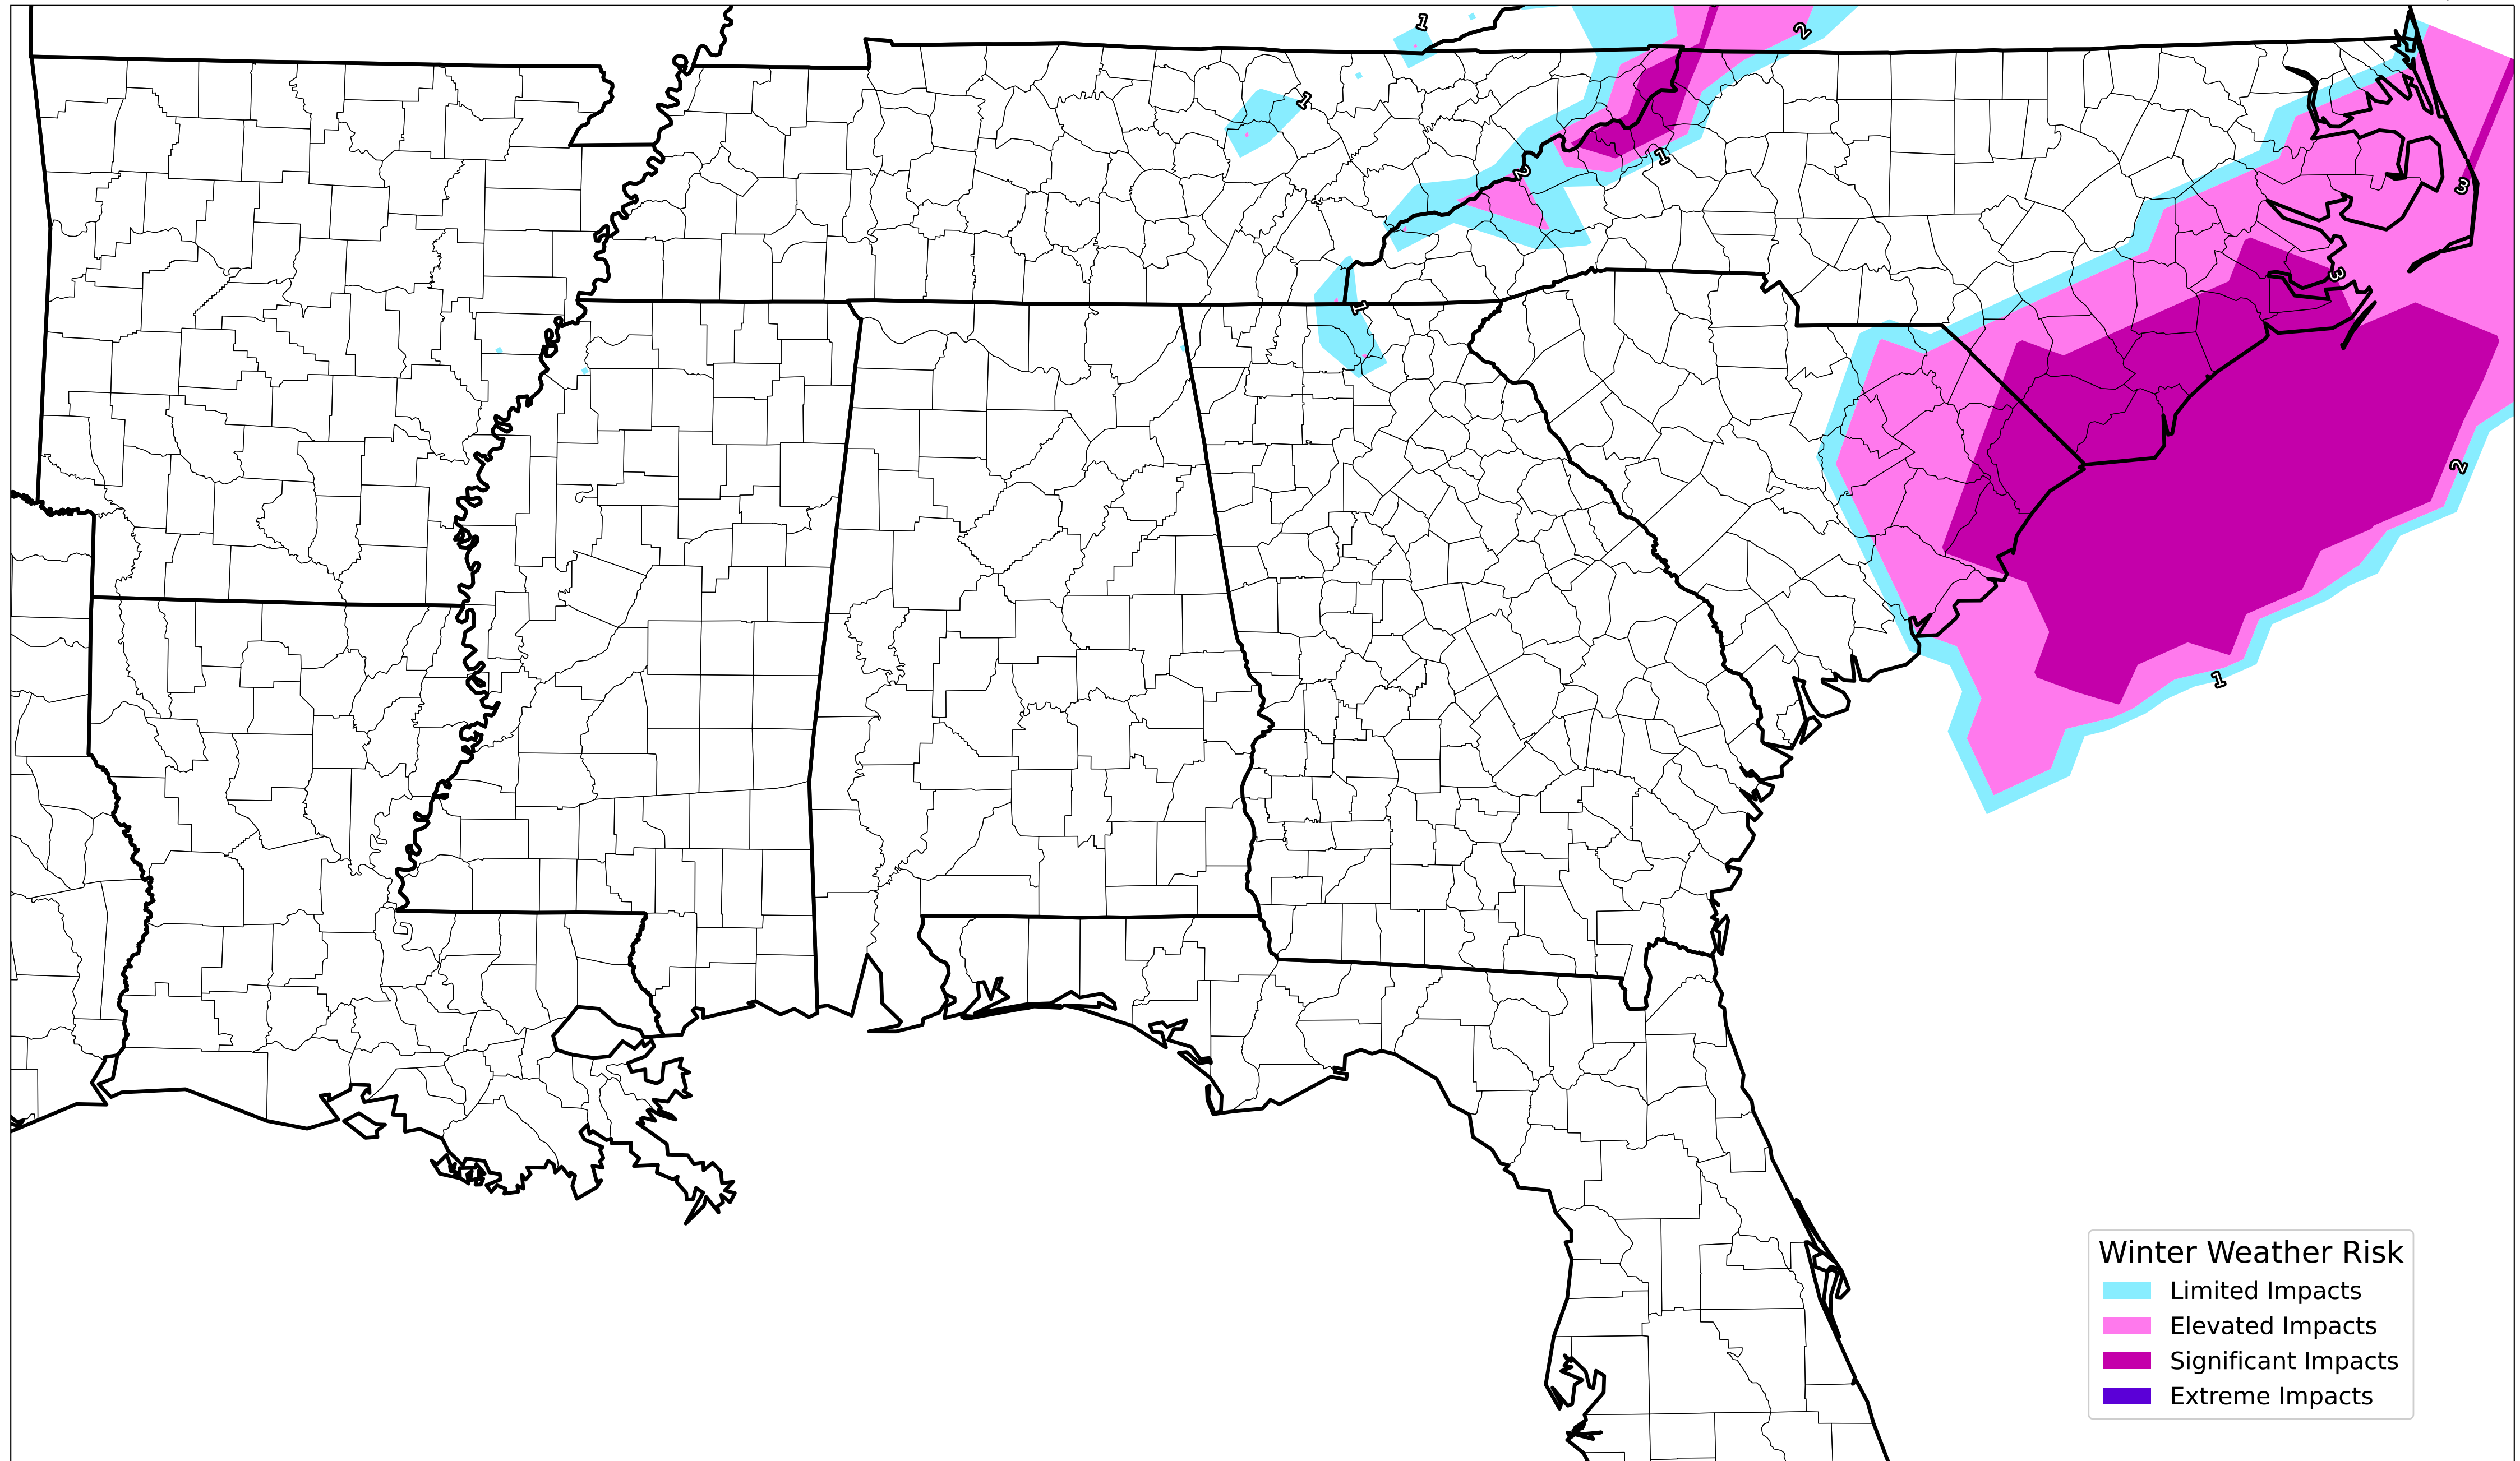 1
2
1
1
2
3
3
1
2
1
Winter Weather Risk
Limited Impacts
Elevated Impacts
Significant Impacts
Extreme Impacts